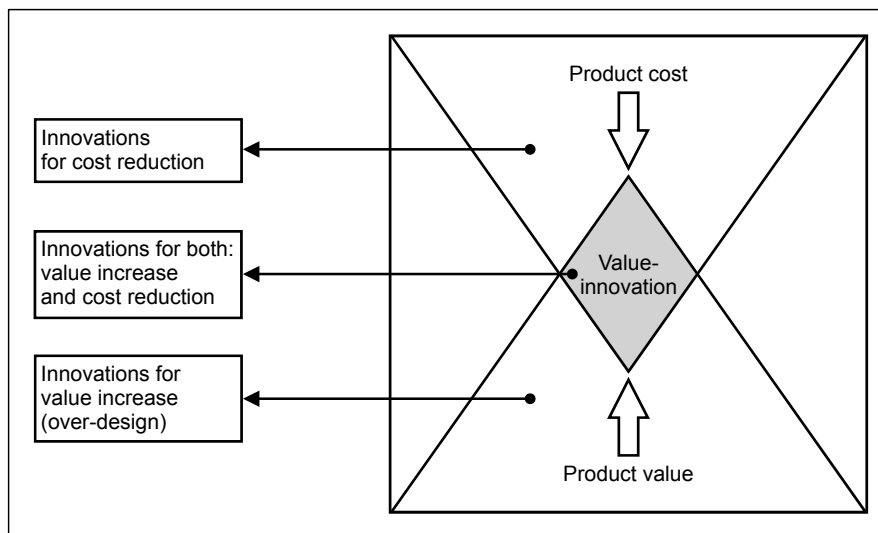 Product cost
Innovations
for cost reduction
Innovations for both:
value increase
and cost reduction
Value-
innovation
Innovations for
value increase
(over-design)
Product value